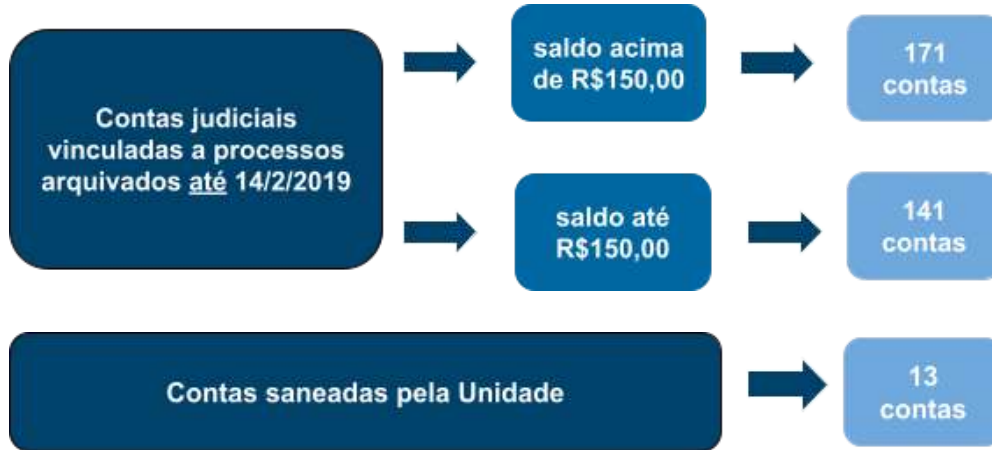 Contas judiciais
vinculadas a processos
arquivados até 14/2/2019
saldo acima
de R$150,00
171
contas
saldo até
R$150,00
141
contas
Contas saneadas pela Unidade
13
contas